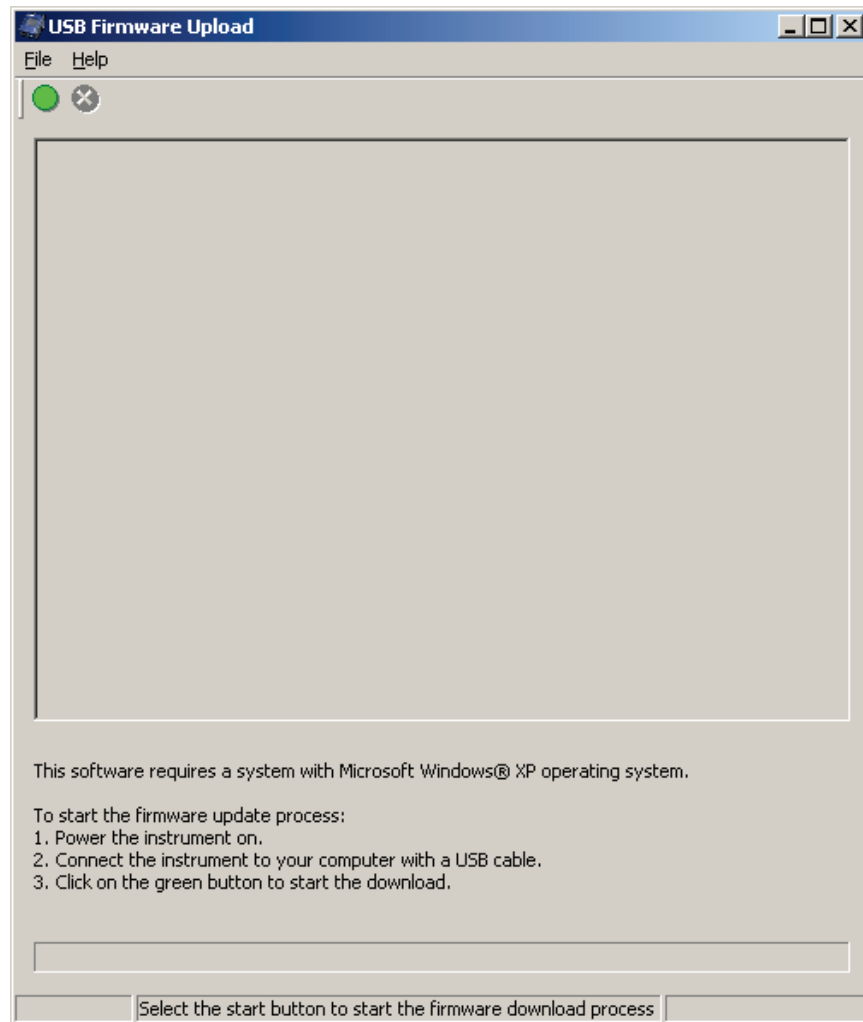 USB Firmware Upload
File Help
This software requires a system with Microsoft Windows® XP operating system.
To start the firmware update process:
1. Power the instrument on.
2. Connect the instrument to your computer with a USB cable.
3. Click on the green button to start the download.
Select the start button to start the firmware download process